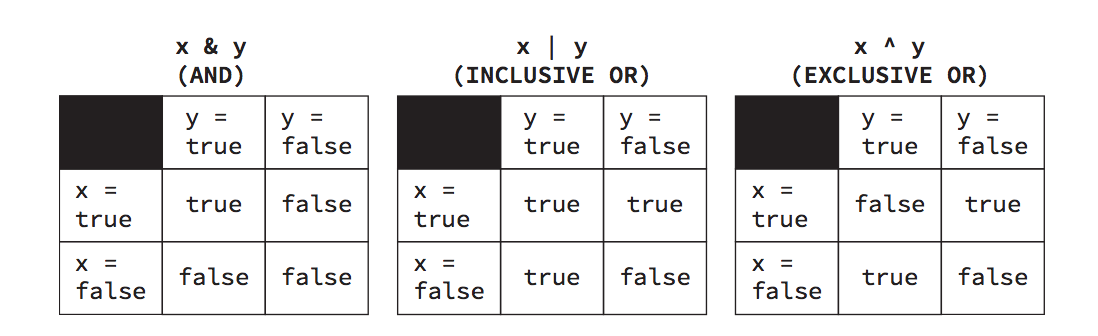 x & y
(AND)
y =
true
y =
false
x =
true
true
false
x =
false
false
false
x | y
(INCLUSIVE OR)
y =
true
y =
false
x =
true
true
true
x =
false
true
false
x ^ y
(EXCLUSIVE OR)
y =
true
y =
false
x =
true
false
true
x =
false
true
false